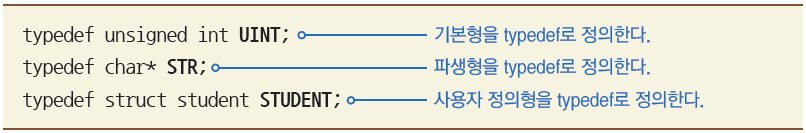 typedef unsigned int UINT; 기본형을 typedef로 정의한다.
typedef char* STR; 파생형을 typedef로 정의한다.
typedef struct student STUDENT; 사용자 정의형을 typedef로 정의한다.